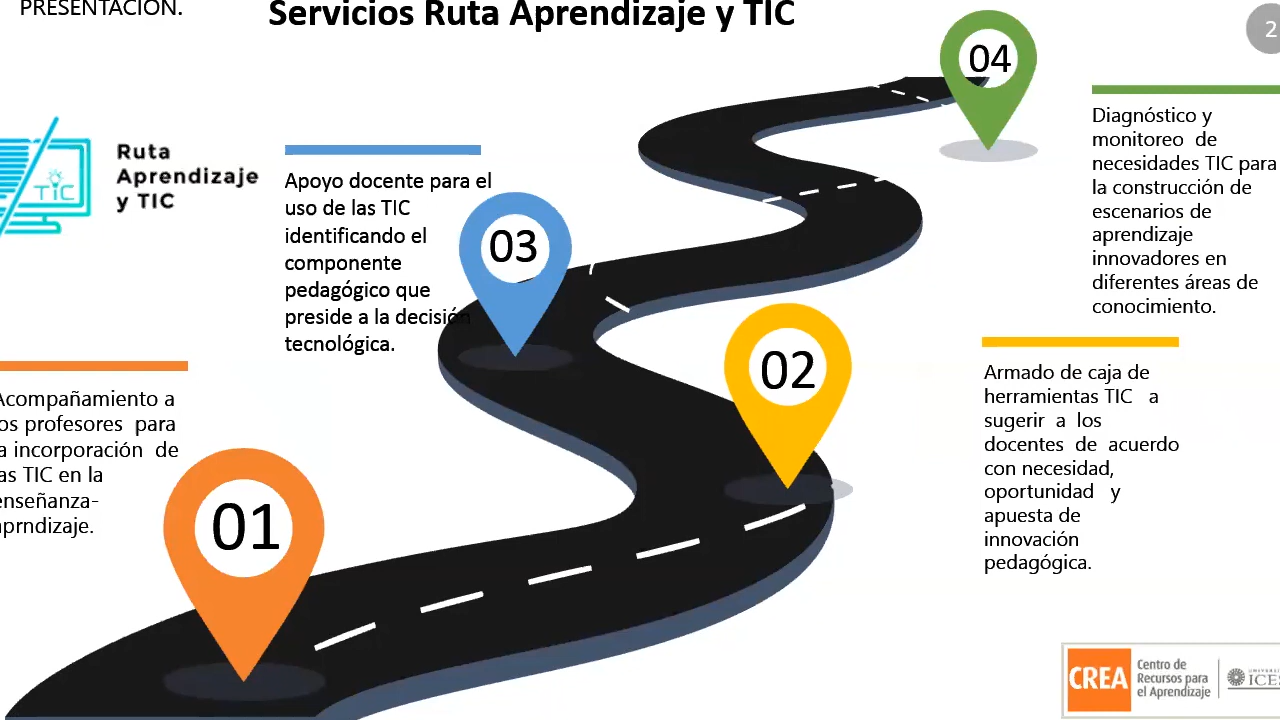 PRESENTACIÓN.
Servicios Ruta Aprendizaje y TIC
2
04
Ruta
Aprendizaje
y TIC
TIC
Apoyo docente para el
uso de las TIC
identificando el
componente
pedagógico que
preside a la decisión
tecnológica.
03
Diagnóstico y
monitoreo de
necesidades TIC para
la construcción de
escenarios de
aprendizaje
innovadores en
diferentes áreas de
conocimiento.
02
Armado de caja de
herramientas TIC a
sugerir a los
docentes de acuerdo
con necesidad,
oportunidad y
apuesta de
innovación
pedagógica.
Acompañamiento a
os profesores para
a incorporación de
as TIC en la
enseñanza-
aprndizaje.
01
CREA
Centro de
Recursos para
el Aprendizaje
UNIVERS
ICES